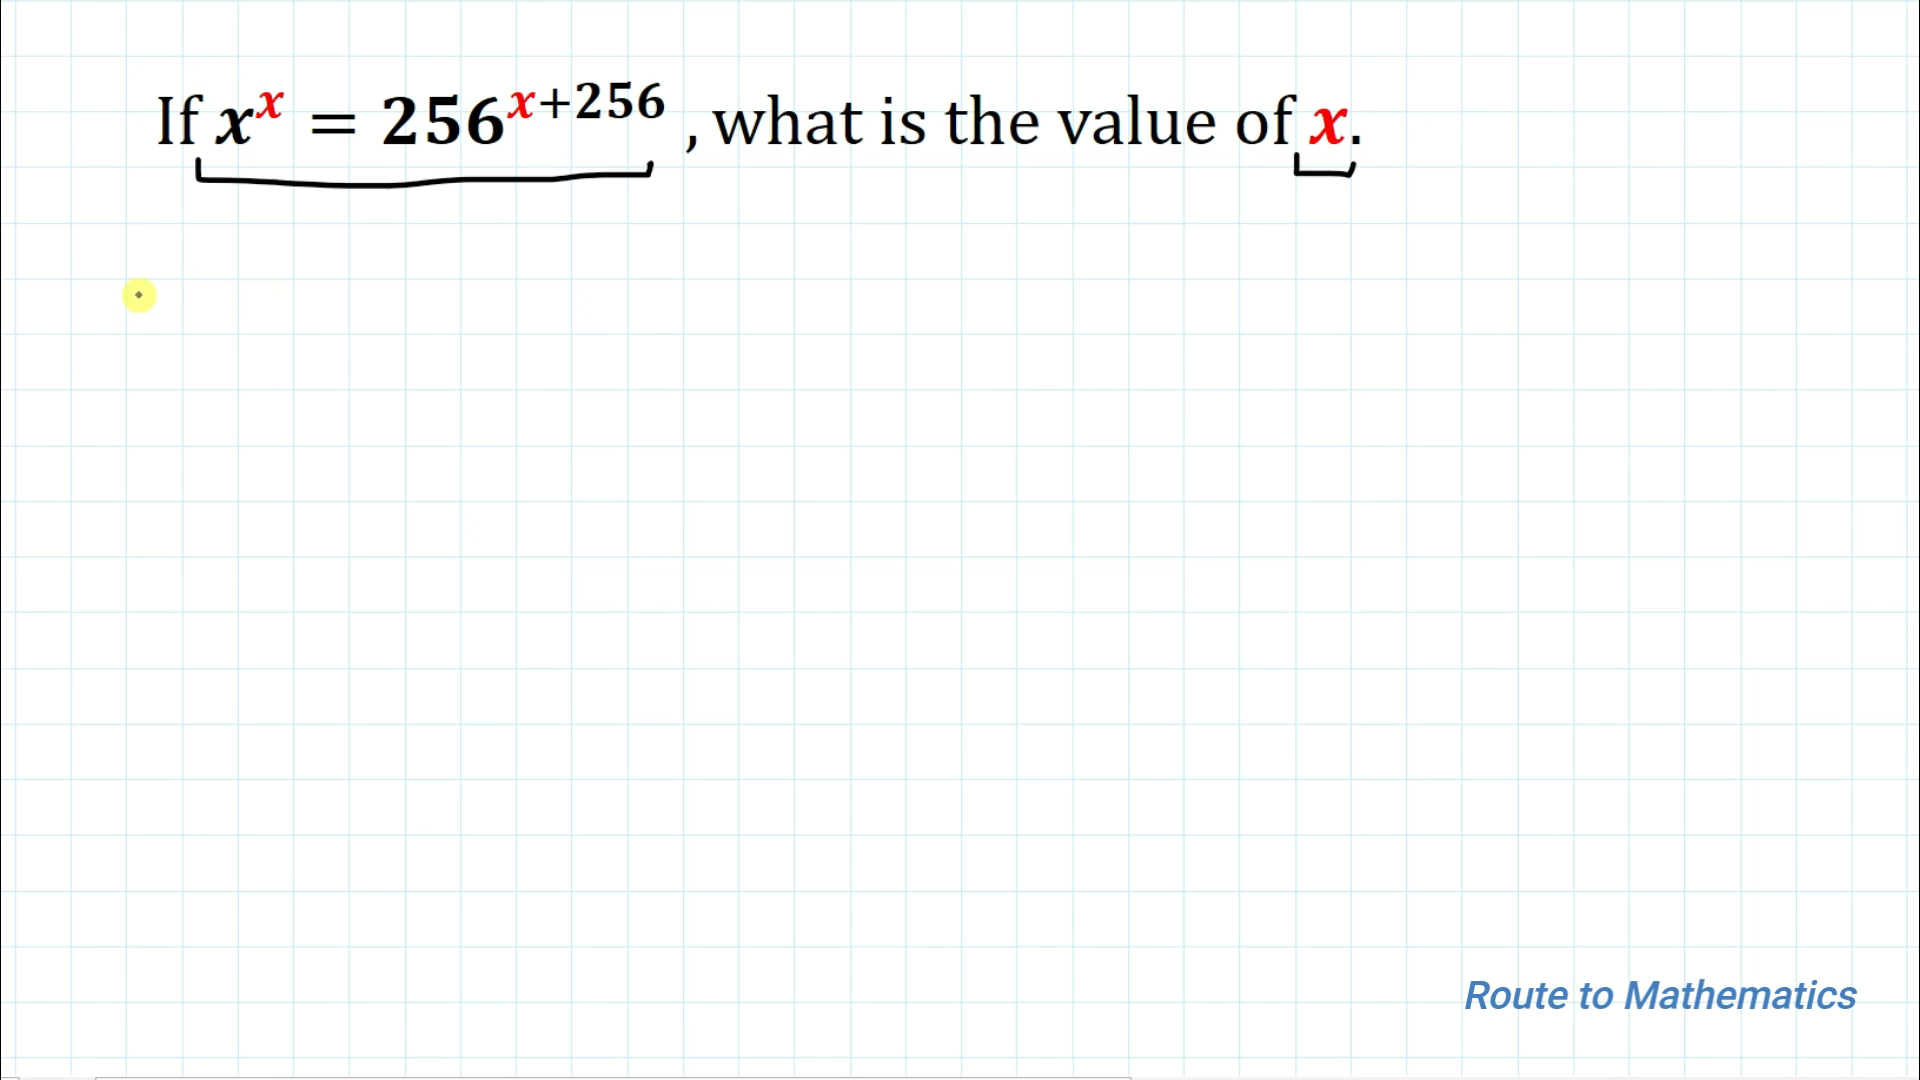 If x^x = 256^{x+256}, what is the value of x.
Route to Mathematics